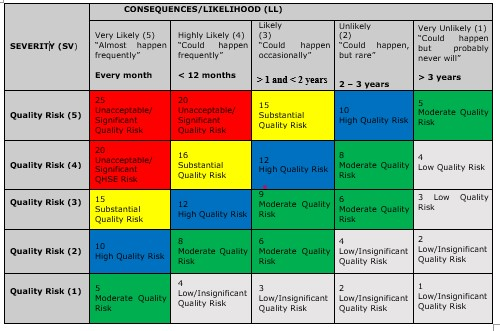 CONSEQUENCES/LIKELIHOOD (LL)
SEVERITY (SV)
Very Likely (5)
"Almost happen
frequently"
Every month
Highly Likely (4)
"Could happen
frequently"
< 12 months
Likely
(3)
"Could happen
occasionally"
> 1 and < 2 years
Unlikely
(2)
"Could happen,
but rare"
2 – 3 years
Very Unlikely (1)
"Could happen
but probably
never will"
> 3 years
Quality Risk (5)
25
Unacceptable/
Significant
Quality Risk
20
Unacceptable/
Significant
Quality Risk
15
Substantial
Quality Risk
10
High Quality Risk
5
Moderate Quality
Risk
Quality Risk (4)
20
Unacceptable/
Significant
QHSE Risk
16
Substantial
Quality Risk
12
High Quality Risk
8
Moderate Quality
Risk
4
Low Quality Risk
Quality Risk (3)
15
Substantial
Quality Risk
12
High Quality Risk
9
Moderate Quality
Risk
6
Moderate Quality
Risk
3 Low Quality
Risk
Quality Risk (2)
10
High Quality Risk
8
Moderate Quality
Risk
6
Moderate Quality
Risk
4
Low/Insignificant
Quality Risk
2
Low/Insignificant
Quality Risk
Quality Risk (1)
5
Moderate Quality
Risk
4
Low/Insignificant
Quality Risk
3
Low/Insignificant
Quality Risk
2
Low/Insignificant
Quality Risk
1
Low/Insignificant
Quality Risk